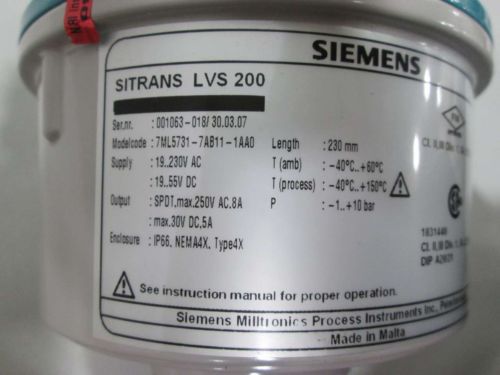 SIEMENS
SITRANS LVS 200
Ser.nr. : 001063-018/ 30.03.07
Modelcode : 7ML5731-7AB11-1AA0 Length : 230 mm
Supply : 19..230V AC T (amb) : -40°C..+60°C
: 19..55V DC T (process) : -40°C..+150°C
Output : SPDT,max.250V AC,8A P : -1..+10 bar
: max.30V DC,5A
Enclosure : IP66, NEMA4X, Type4X
1631448
See instruction manual for proper operation.
Siemens Milltronics Process Instruments Inc.
Made in Malta